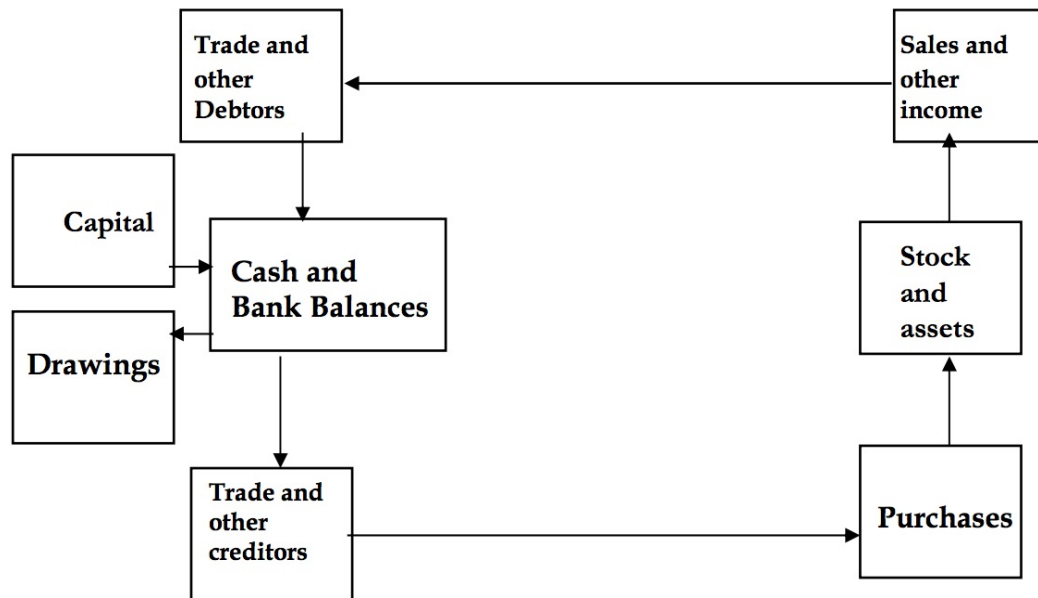 Trade and
other
Debtors
Sales and
other
income
Capital
Cash and
Bank Balances
Stock
and
assets
Drawings
Trade and
other
creditors
Purchases